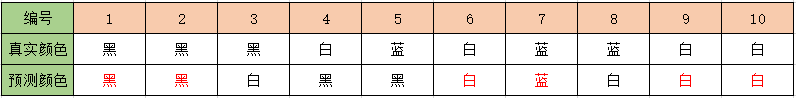 编号 1 2 3 4 5 6 7 8 9 10
真实颜色 黑 黑 黑 白 蓝 白 蓝 蓝 白 白
预测颜色 黑 黑 白 黑 黑 白 蓝 白 白 白